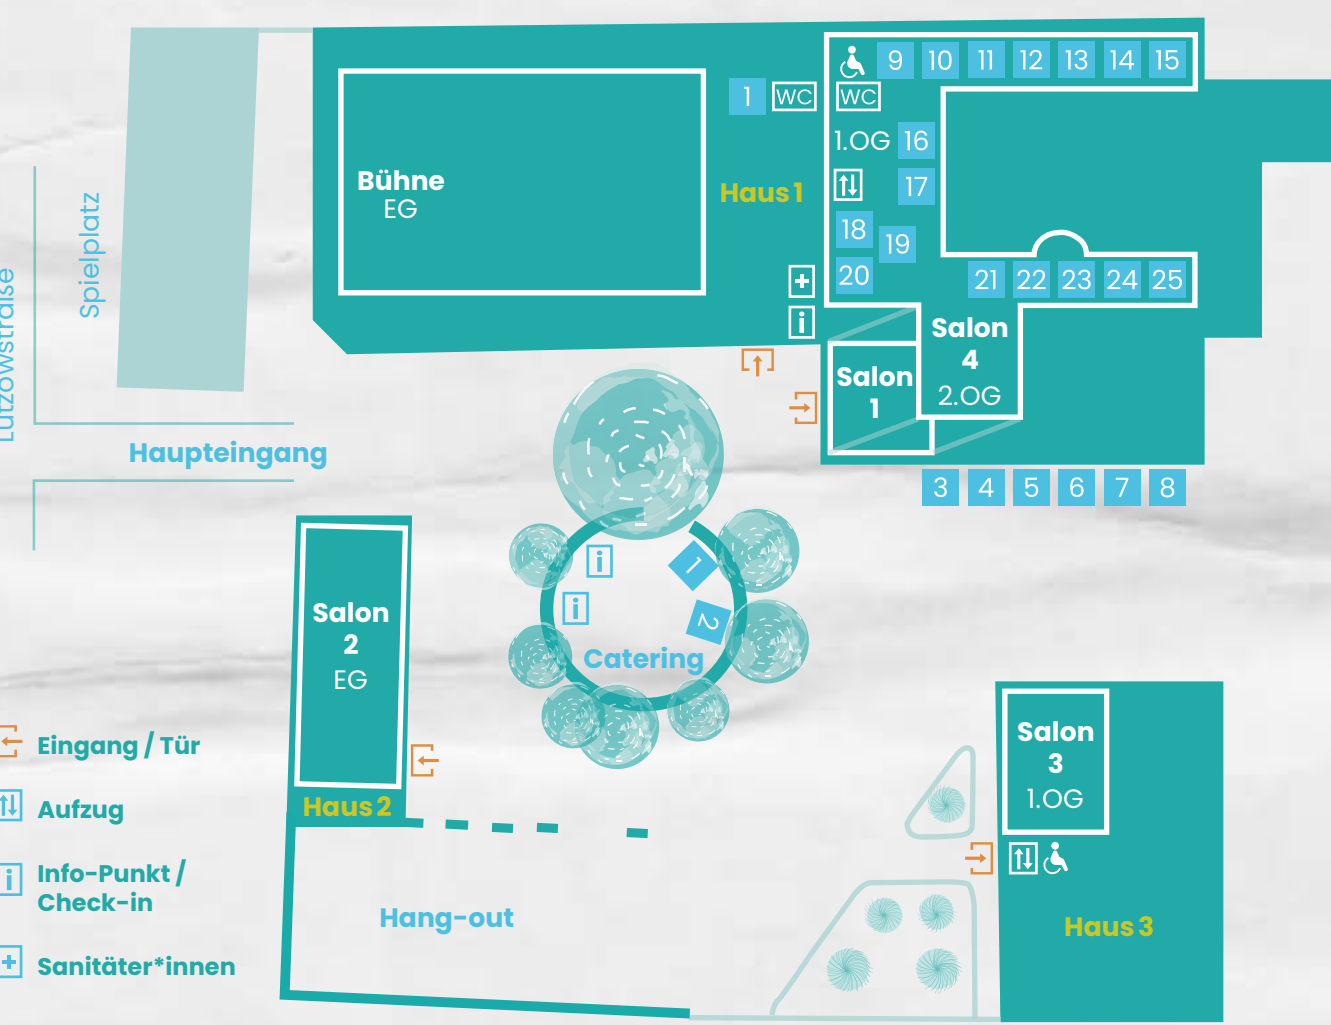 9 10 11 12 13 14 15
1 WC WC
1.OG 16
17
18 19
20
21 22 23 24 25
Bühne
EG
Haus 1
Salon
4
2.OG
Salon
1
3 4 5 6 7 8
Spielplatz
Lützowstraße
Haupteingang
i
i
1
i
2
Catering
Salon
2
EG
Haus 2
Hang-out
Salon
3
1.OG
Haus 3
Eingang / Tür
Aufzug
i
Info-Punkt /
Check-in
Sanitäter*innen